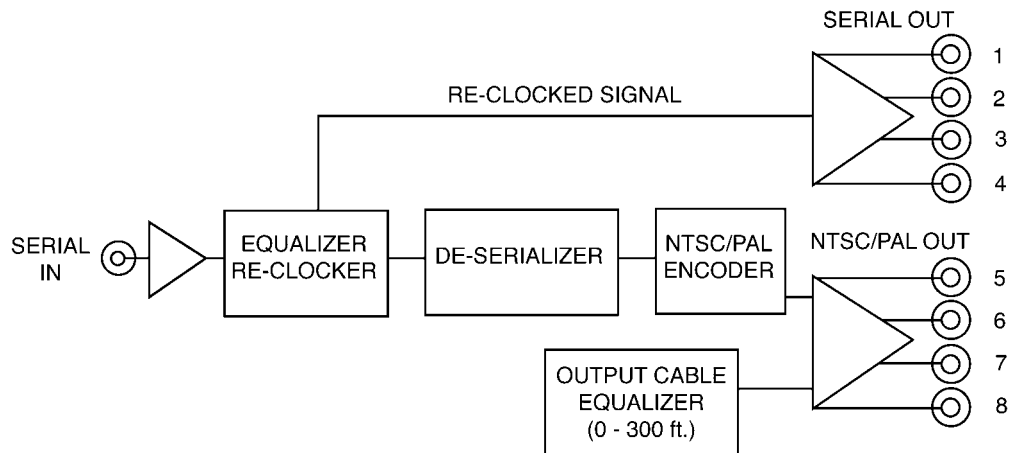 SERIAL OUT
1
2
3
4
RE-CLOCKED SIGNAL
SERIAL
IN
EQUALIZER
RE-CLOCKER
DE-SERIALIZER
NTSC/PAL
ENCODER
NTSC/PAL OUT
5
6
7
8
OUTPUT CABLE
EQUALIZER
(0 - 300 ft.)